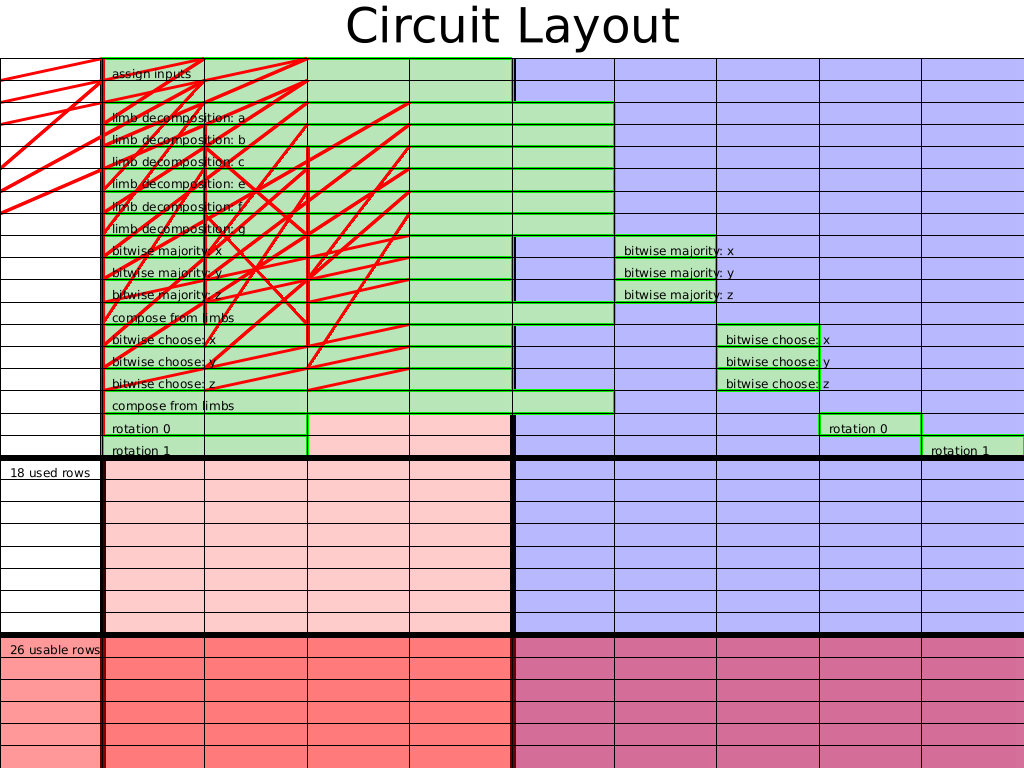 Circuit Layout
assign inputs
limb decomposition: a
limb decomposition: b
limb decomposition: c
limb decomposition: e
limb decomposition: f
limb decomposition: g
bitwise majority: x
bitwise majority: x
bitwise majority: y
bitwise majority: y
bitwise majority: z
bitwise majority: z
compose from limbs
bitwise choose: x
bitwise choose: x
bitwise choose: y
bitwise choose: y
bitwise choose: z
bitwise choose: z
compose from limbs
rotation 0
rotation 0
rotation 1
rotation 1
18 used rows
26 usable rows